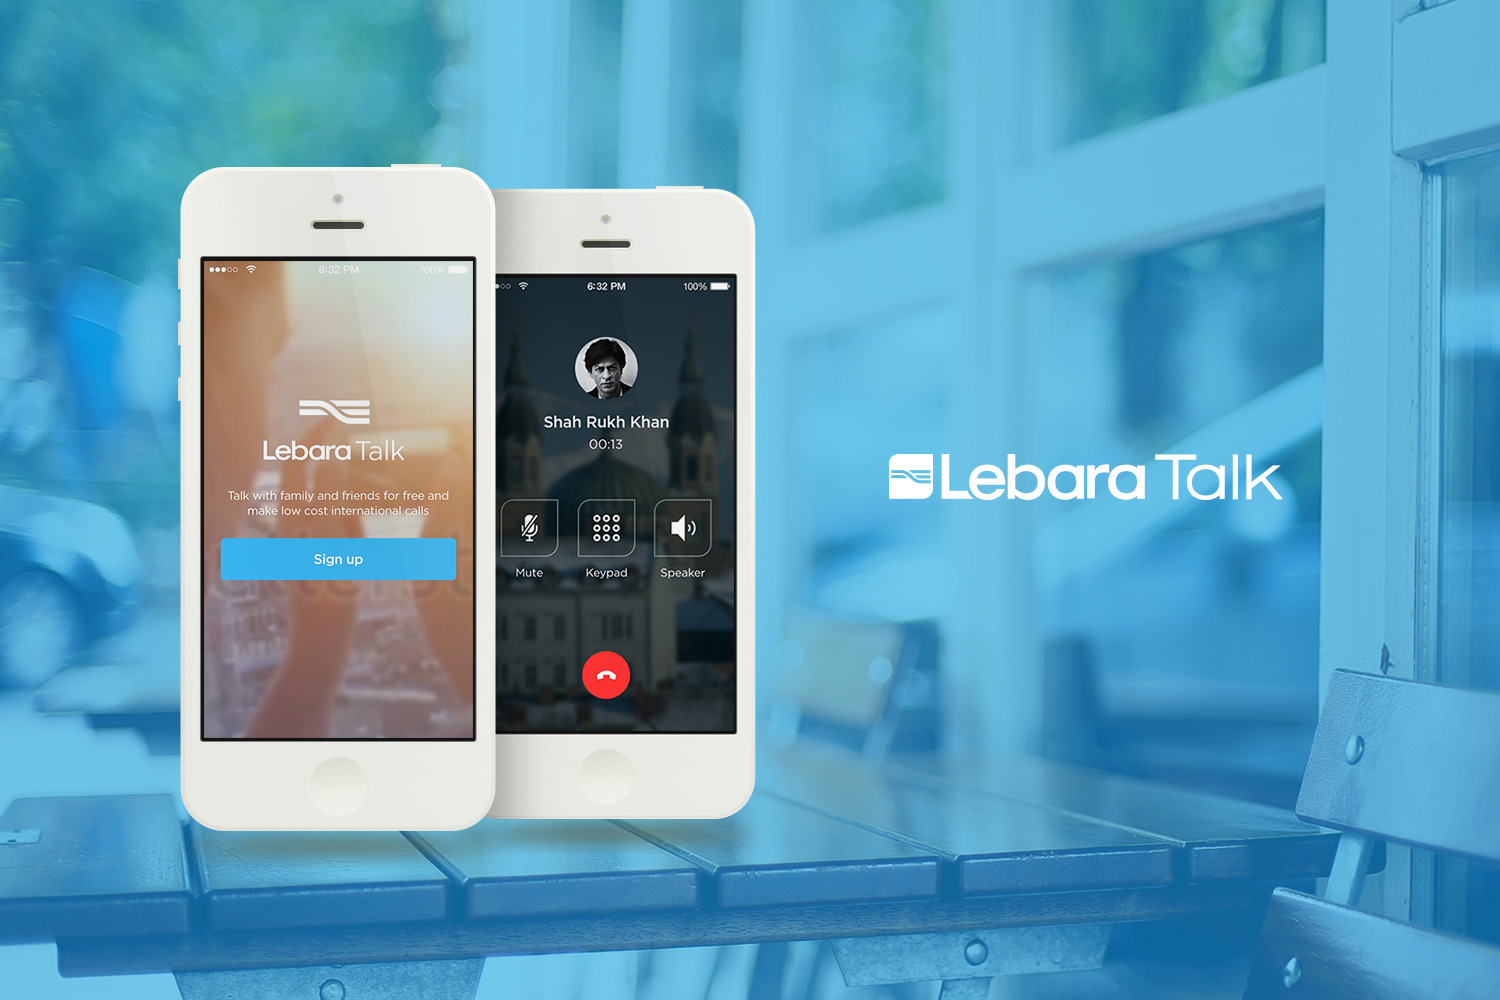 6:32 PM
100%
Lebara Talk
Talk with family and friends for free and
make low cost international calls
Sign up
6:32 PM
100%
Shah Rukh Khan
00:13
Mute
Keypad
Speaker
Lebara Talk